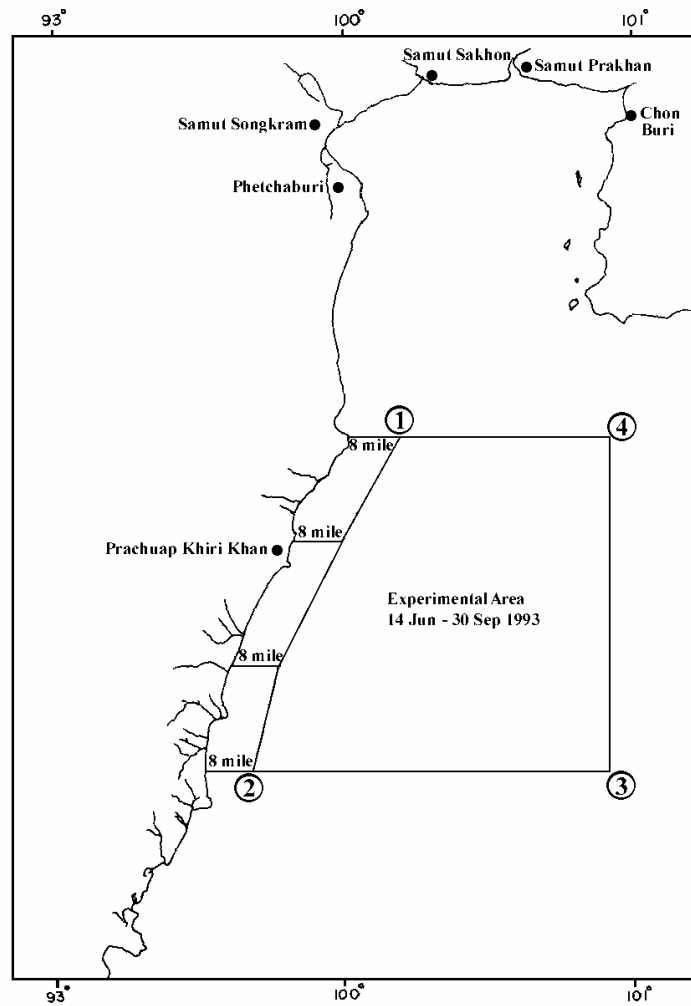 93° 100° 101°
Samut Sakhon
Samut Prakhan
Samut Songkram
Chon
Buri
Phetchaburi
1
4
8 mile
8 mile
Prachuap Khiri Khan
Experimental Area
14 Jun - 30 Sep 1993
8 mile
8 mile
2
3
93° 100° 101°